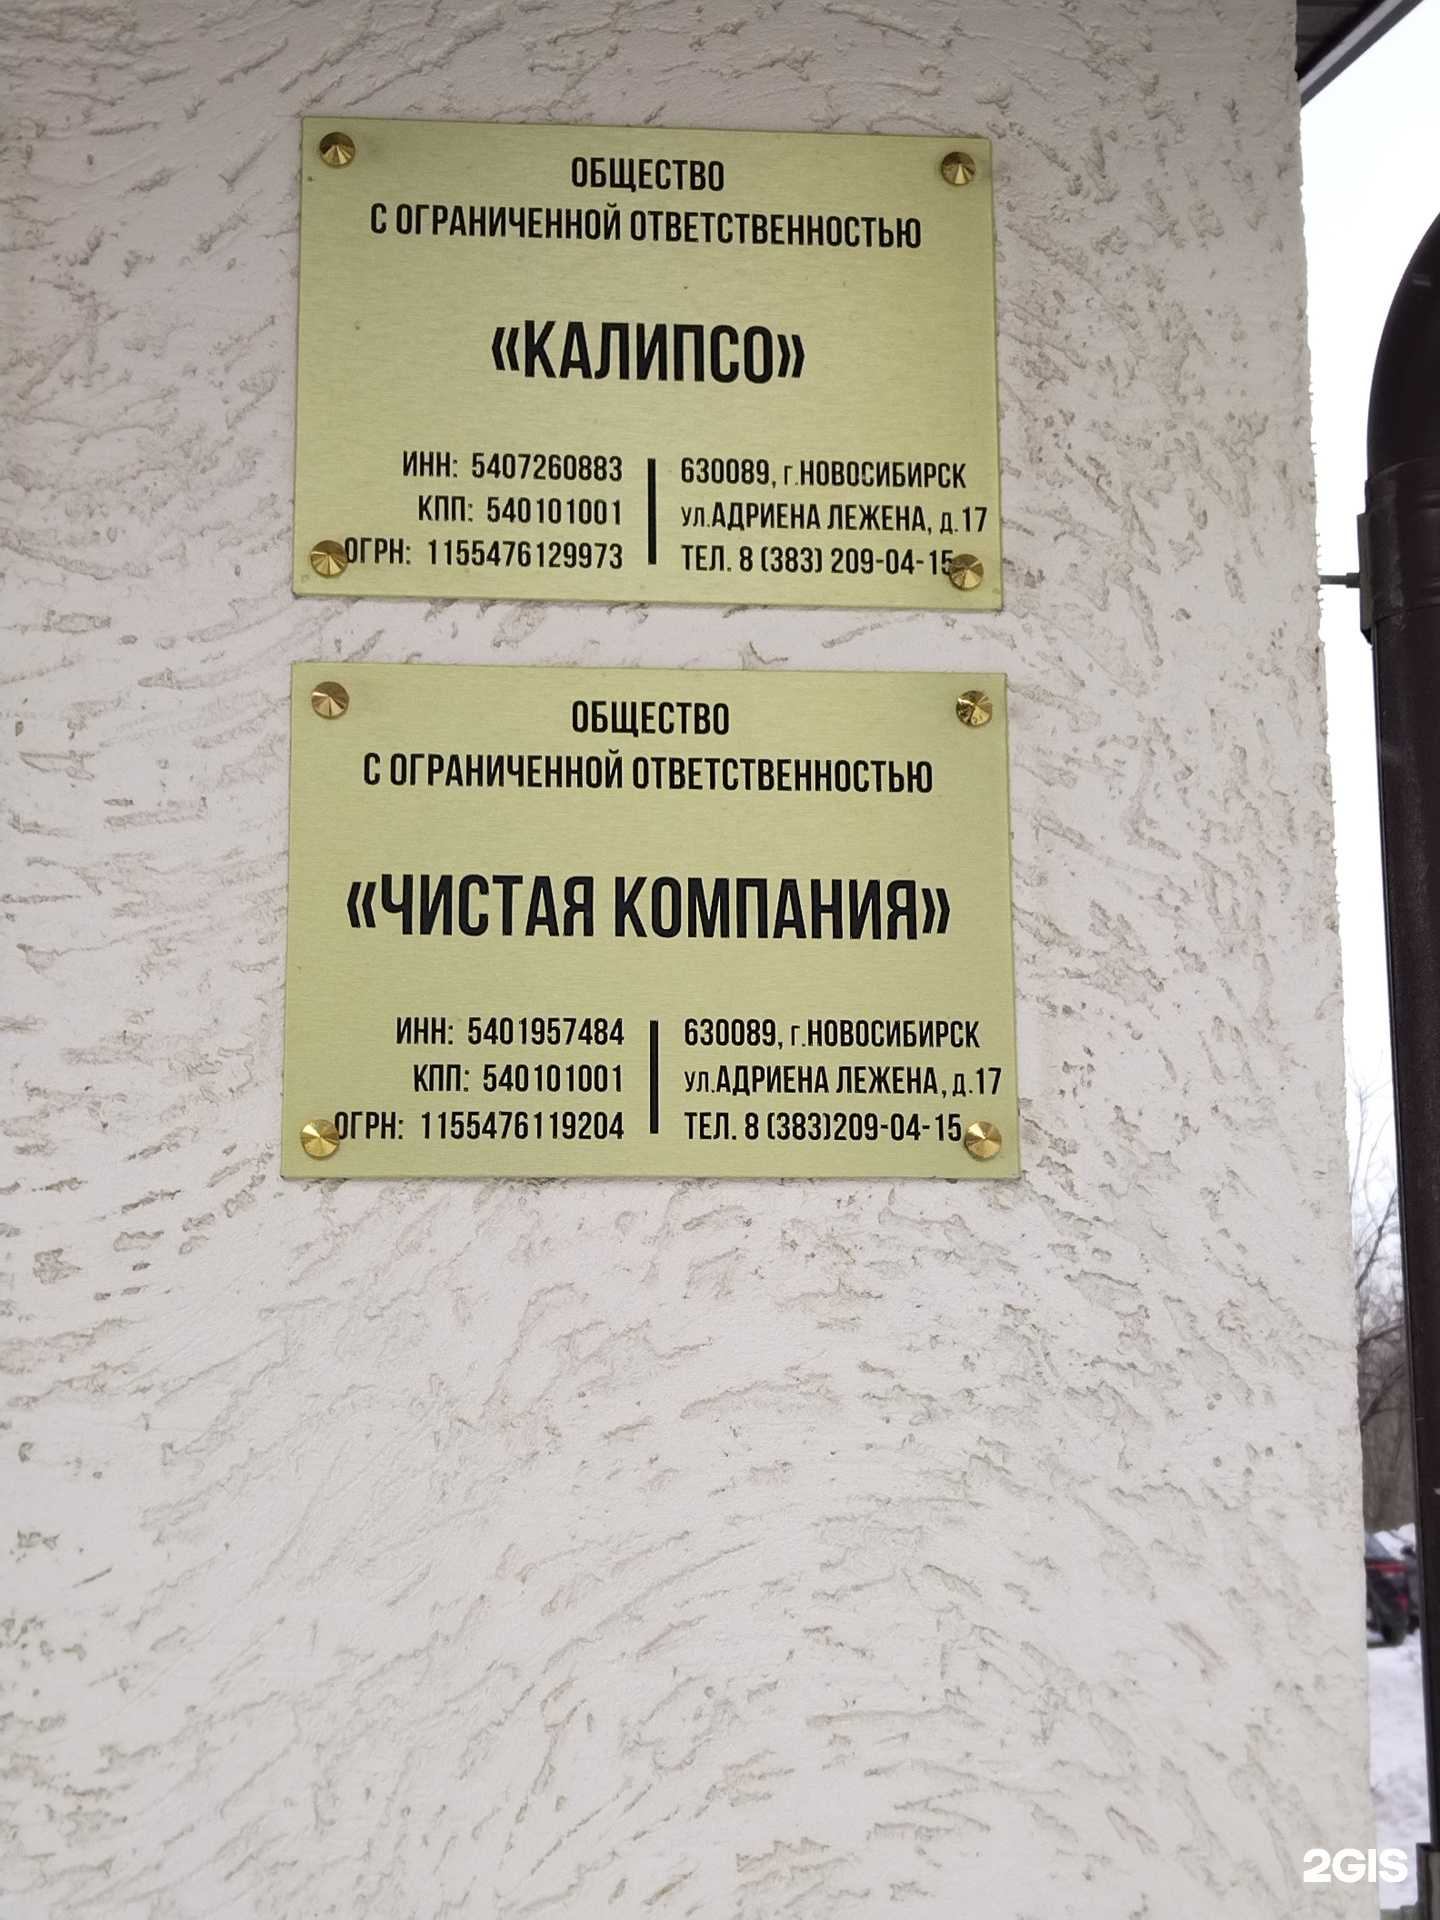 ОБЩЕСТВО
С ОГРАНИЧЕННОЙ ОТВЕТСТВЕННОСТЬЮ
«КАЛИПСО»
ИНН: 5407260883
КПП: 540101001
ОГРН: 1155476129973
630089, г.НОВОСИБИРСК
ул.АДРИЕНА ЛЕЖЕНА, д.17
ТЕЛ. 8 (383) 209-04-15
ОБЩЕСТВО
С ОГРАНИЧЕННОЙ ОТВЕТСТВЕННОСТЬЮ
«ЧИСТАЯ КОМПАНИЯ»
ИНН: 5401957484
КПП: 540101001
ОГРН: 1155476119204
630089, г.НОВОСИБИРСК
ул.АДРИЕНА ЛЕЖЕНА, д.17
ТЕЛ. 8 (383)209-04-15
2GIS